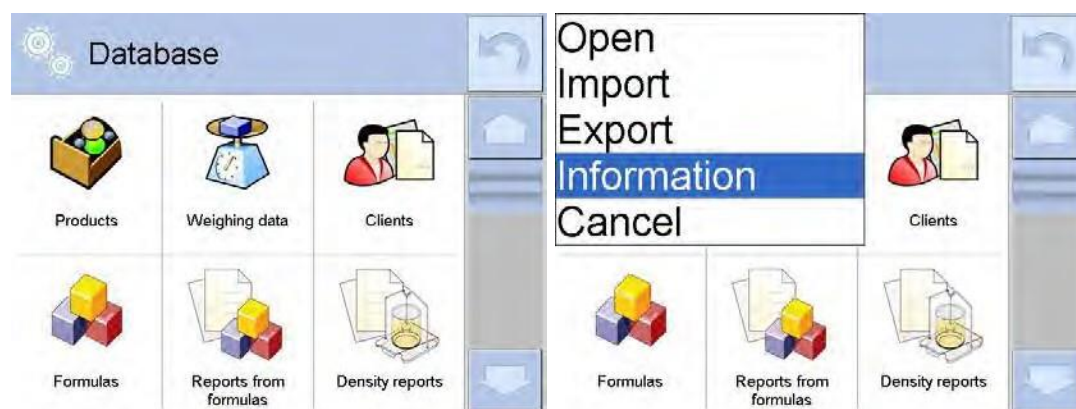 Database
Products
Weighing data
Clients
Formulas
Reports from
formulas
Density reports
Open
Import
Export
Information
Cancel
Clients
Formulas
Reports from
formulas
Density reports